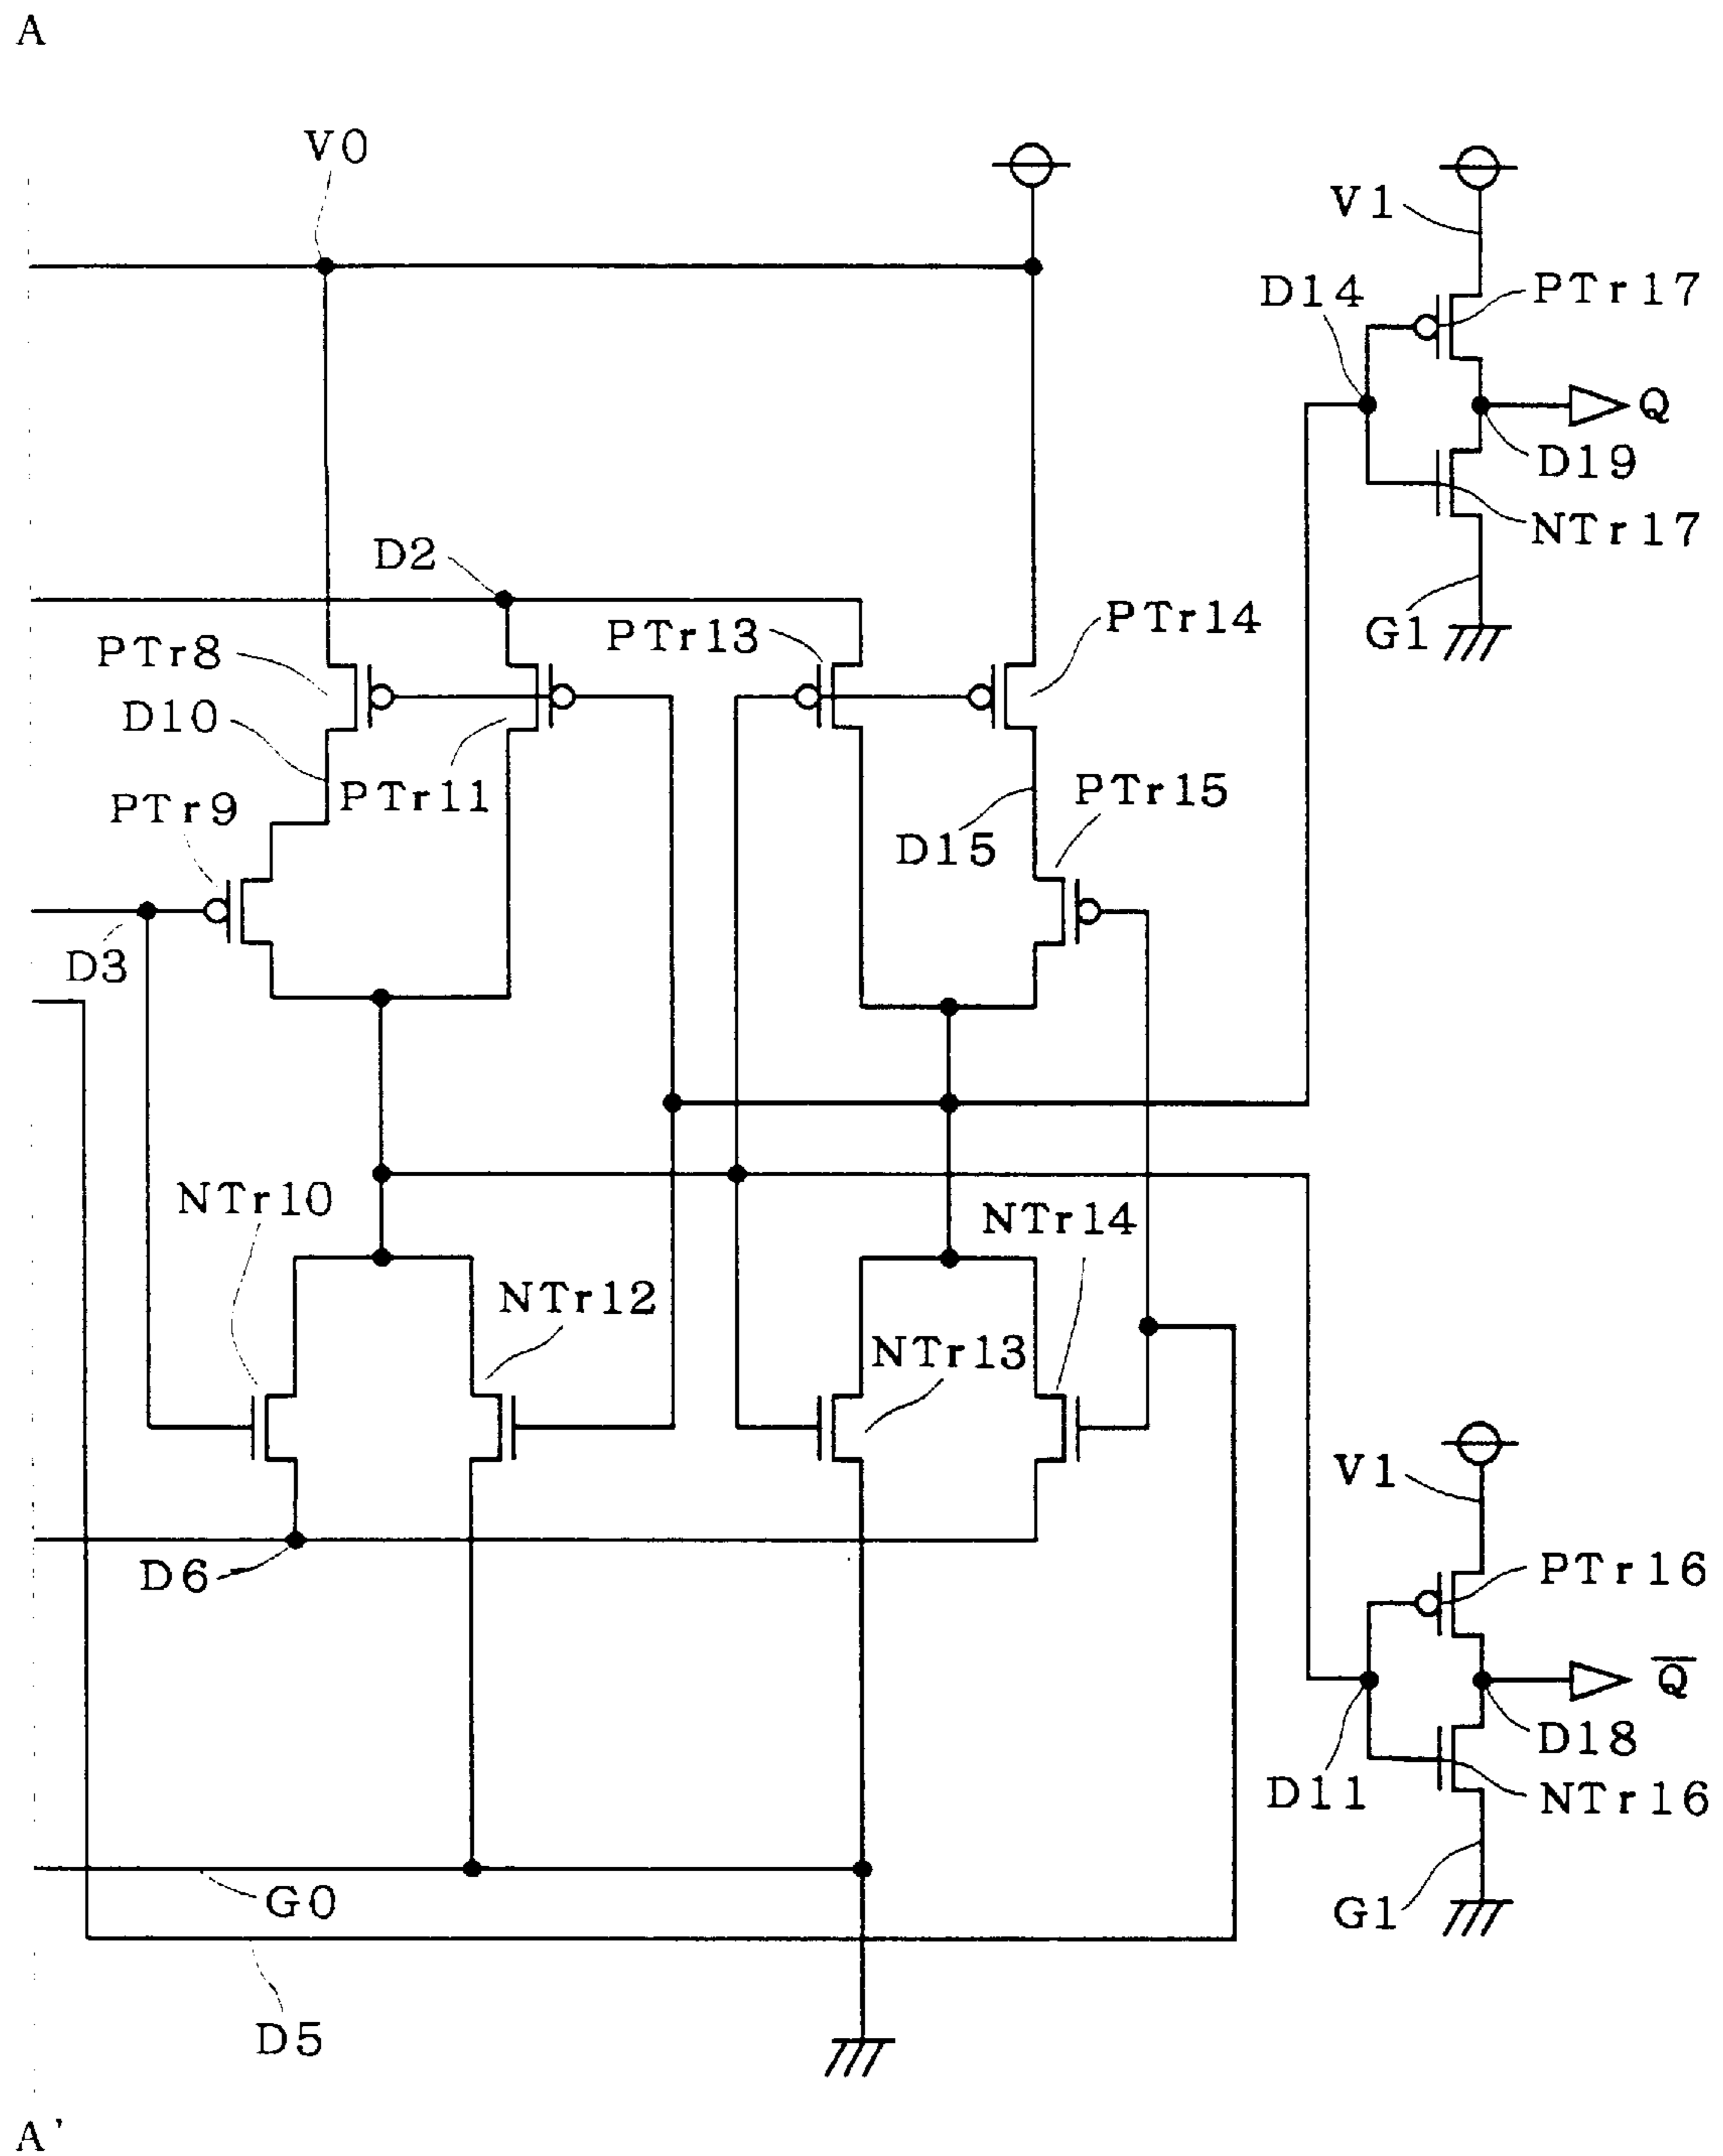 A
V0
V1
D14
PTr17
Q
D19
NTr17
D2
PTr13
PTr14
G1
PTr8
D10
PTr11
PTr15
PTr9
D15
D3
NTr10
NTr14
NTr12
NTr13
V1
D6
PTr16
Q̅
D18
D11
NTr16
G0
G1
D5
A'